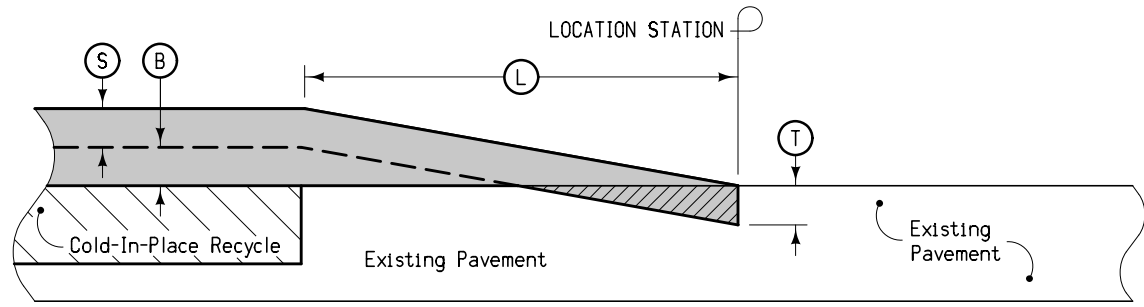 LOCATION STATION
S
B
L
T
Cold-In-Place Recycle
Existing Pavement
Existing
Pavement